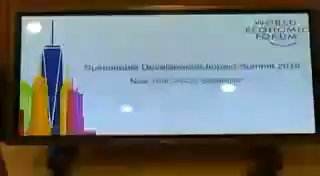 WORLD
ECONOMIC
FORUM
Sustainable Development Impact Summit 2018
New York